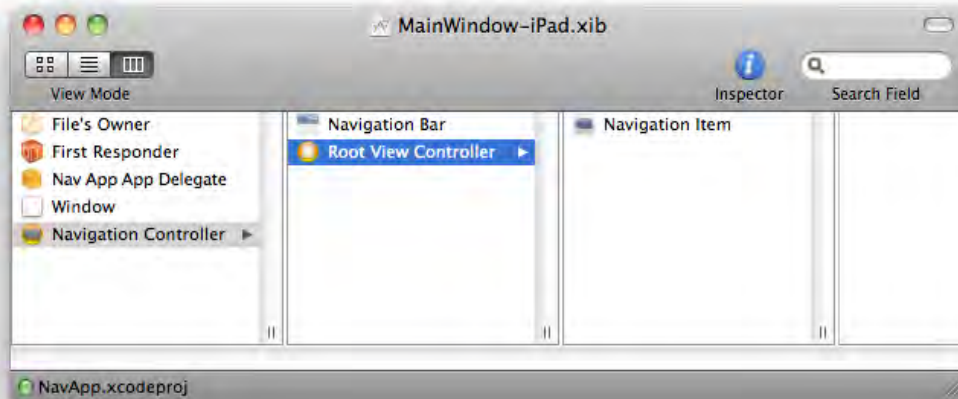 MainWindow-iPad.xib
View Mode
Inspector
Search Field
File's Owner
First Responder
Nav App App Delegate
Window
Navigation Controller
Navigation Bar
Root View Controller
Navigation Item
NavApp.xcodeproj